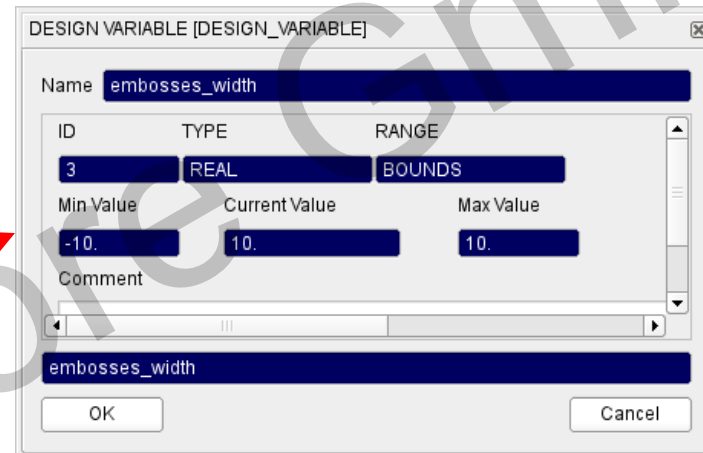 DESIGN VARIABLE [DESIGN_VARIABLE]
Name embosses_width
ID TYPE RANGE
3 REAL BOUNDS
Min Value Current Value Max Value
-10. 10. 10.
Comment
embosses_width
OK Cancel